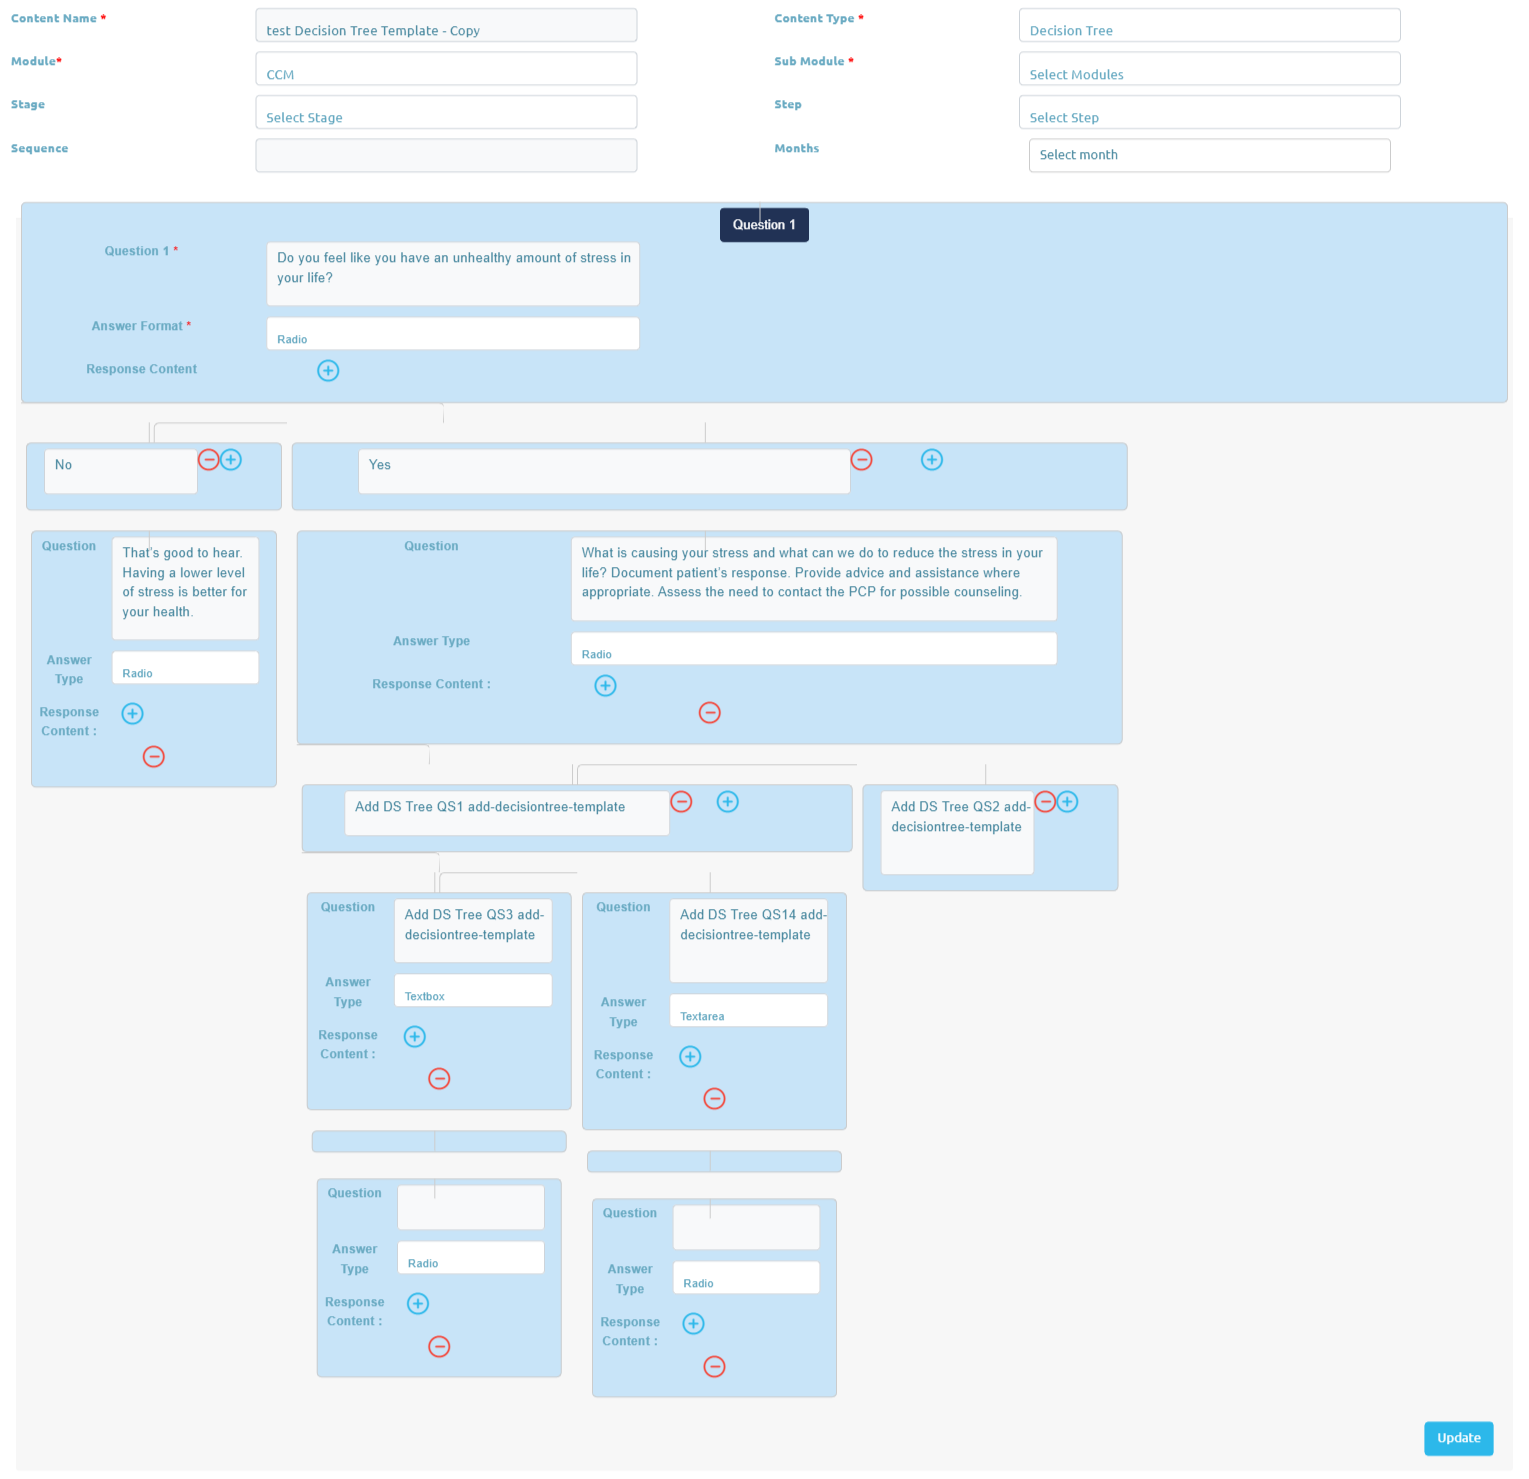 Content Name *
test Decision Tree Template - Copy
Content Type *
Decision Tree
Module*
CCM
Sub Module *
Select Modules
Stage
Select Stage
Step
Select Step
Sequence
Months
Select month
Question 1
Question 1 *
Do you feel like you have an unhealthy amount of stress in
your life?
Answer Format *
Radio
Response Content
No
Yes
Question
That's good to hear.
Having a lower level
of stress is better for
your health.
Answer
Type
Radio
Response
Content :
Question
What is causing your stress and what can we do to reduce the stress in your
life? Document patient's response. Provide advice and assistance where
appropriate. Assess the need to contact the PCP for possible counseling.
Answer Type
Radio
Response Content :
Add DS Tree QS1 add-decisiontree-template
Add DS Tree QS2 add-
decisiontree-template
Question
Add DS Tree QS3 add-
decisiontree-template
Answer
Type
Textbox
Response
Content :
Question
Add DS Tree QS14 add-
decisiontree-template
Answer
Type
Textarea
Response
Content :
Question
Answer
Type
Radio
Response
Content :
Question
Answer
Type
Radio
Response
Content :
Update